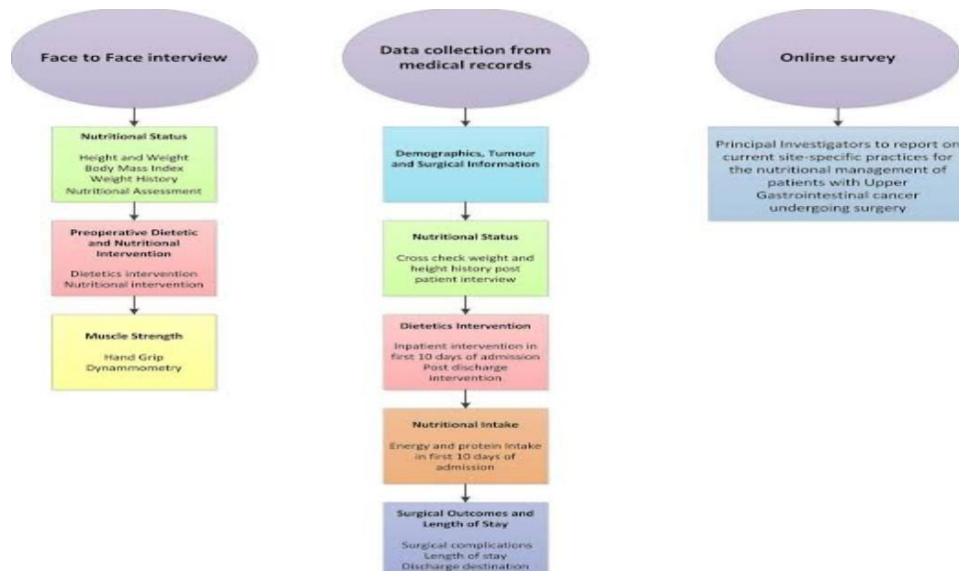 Face to Face interview
Nutritional Status
Height and Weight
Body Mass Index
Weight History
Nutritional Assessment
Preoperative Dietetic
and Nutritional
Intervention
Dietetics intervention
Nutritional intervention
Muscle Strength
Hand Grip
Dynammometry
Data collection from
medical records
Demographics, Tumour
and Surgical Information
Nutritional Status
Cross check weight and
height history post
patient interview
Dietetics Intervention
Inpatient intervention in
first 10 days of admission
Post discharge
intervention
Nutritional Intake
Energy and protein Intake
in first 10 days of
admission
Surgical Outcomes and
Length of Stay
Surgical complications
Length of stay
Discharge destination
Online survey
Principal Investigators to report on
current site-specific practices for
the nutritional management of
patients with Upper
Gastrointestinal cancer
undergoing surgery